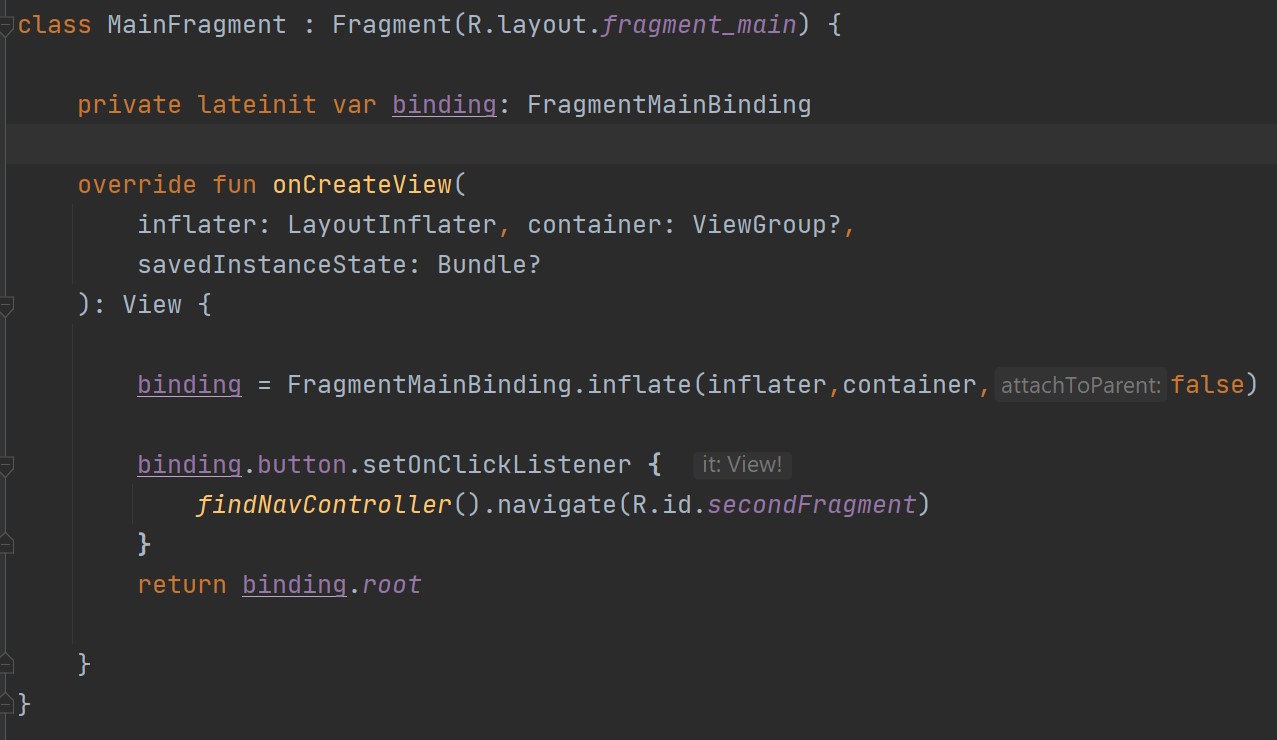 class MainFragment : Fragment(R.layout.fragment_main) {
private lateinit var binding: FragmentMainBinding
override fun onCreateView(
inflater: LayoutInflater, container: ViewGroup?,
savedInstanceState: Bundle?
): View {
binding = FragmentMainBinding.inflate(inflater,container, attachToParent: false)
binding.button.setOnClickListener { it: View!
findNavController().navigate(R.id.secondFragment)
}
return binding.root
}
}